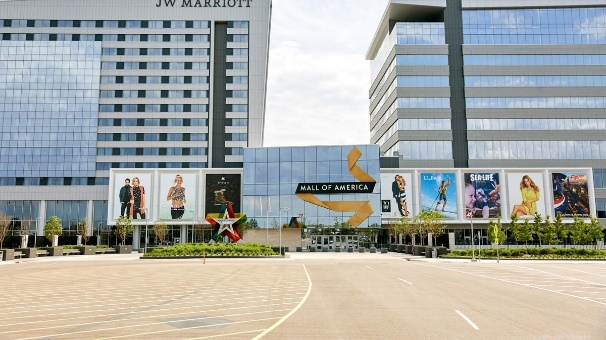 JW MARRIOTT
MALL OF AMERICA
L.L.Bean
SEA LIFE